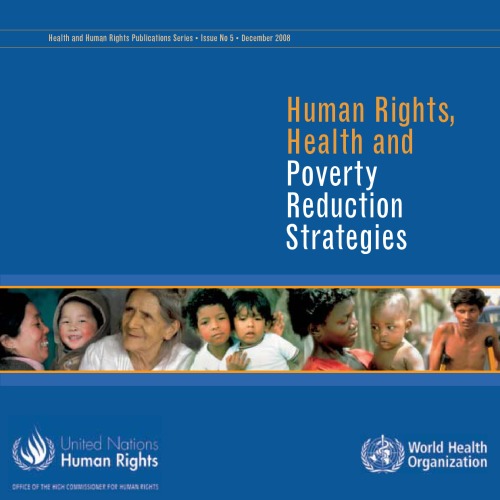 Health and Human Rights Publications Series • Issue No 5 • December 2008
Human Rights,
Health and
Poverty
Reduction
Strategies
United Nations
Human Rights
OFFICE OF THE HIGH COMMISSIONER FOR HUMAN RIGHTS
World Health
Organization